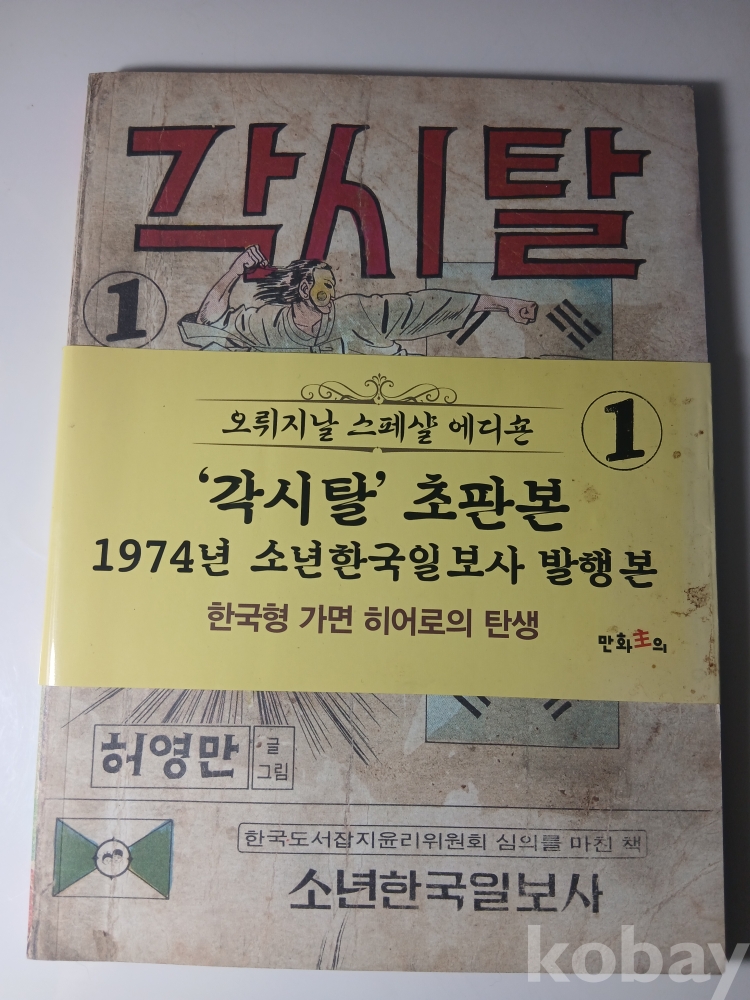 각시탈
1
오뤼지날 스페샬 에디숀
1
‘각시탈’ 초판본
1974년 소년한국일보사 발행본
한국형 가면 히어로의 탄생
만화主의
허영만
글
그림
한국도서잡지윤리위원회 심의를 마친 책
소년한국일보사
kobay